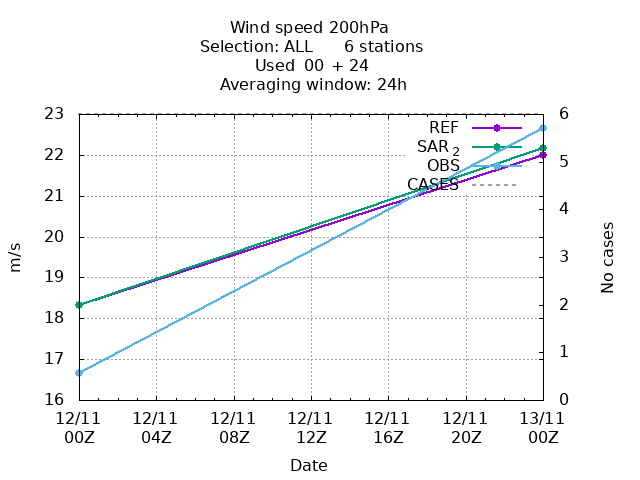 Wind speed 200hPa
Selection: ALL 6 stations
Used 00 + 24
Averaging window: 24h
23 6
REF
SAR 2
22 5
OBS
CASES
21
4
20
m/s 3 No cases
19
18 2
17 1
16 0
12/11 12/11 12/11 12/11 12/11 12/11 13/11
00Z 04Z 08Z 12Z 16Z 20Z 00Z
Date